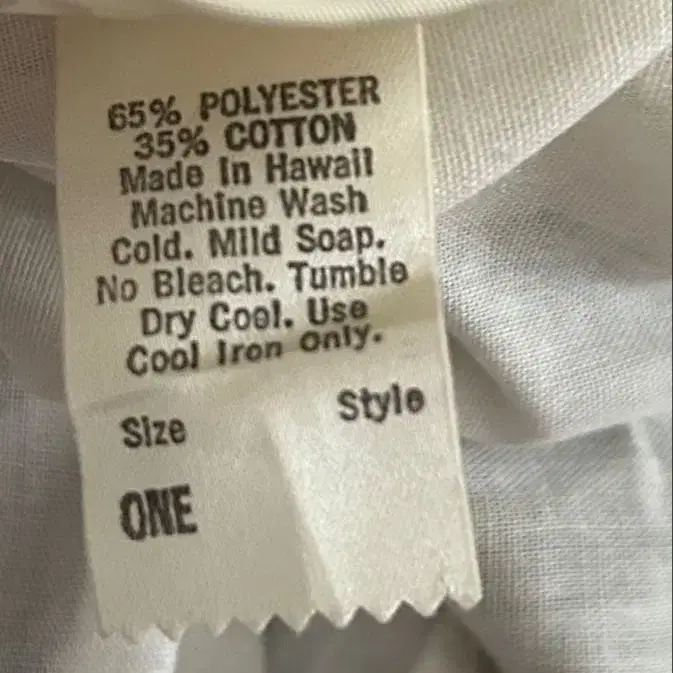 65% POLYESTER
35% COTTON
Made In Hawaii
Machine Wash
Cold. Mild Soap.
No Bleach. Tumble
Dry Cool. Use
Cool Iron Only.
Size Style
ONE